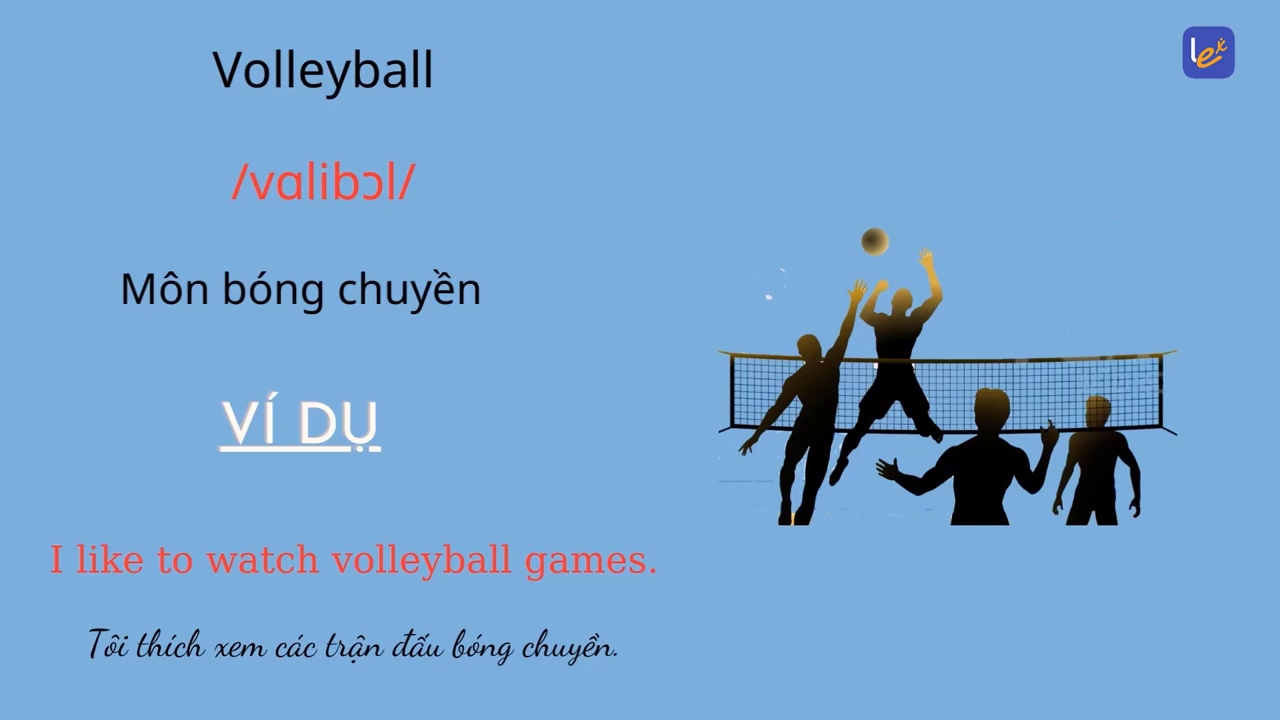 Volleyball
/vɑlibɔl/
Môn bóng chuyền
VÍ DỤ
I like to watch volleyball games.
Tôi thích xem các trận đấu bóng chuyền.